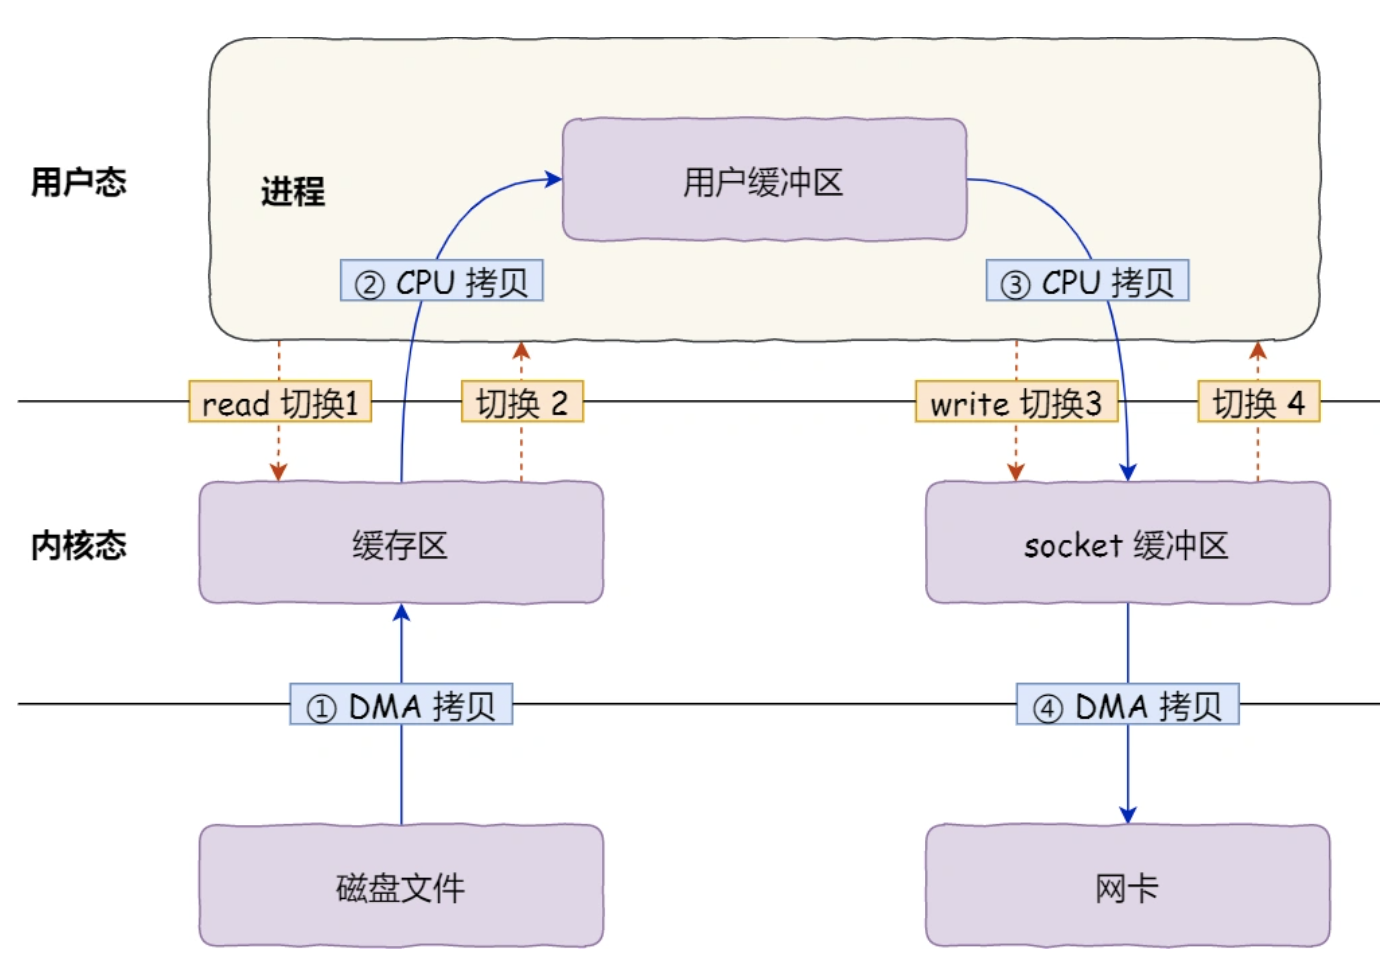 用户态
进程
用户缓冲区
② CPU 拷贝
③ CPU 拷贝
read 切换1
切换 2
write 切换3
切换 4
内核态
缓存区
socket 缓冲区
① DMA 拷贝
④ DMA 拷贝
磁盘文件
网卡